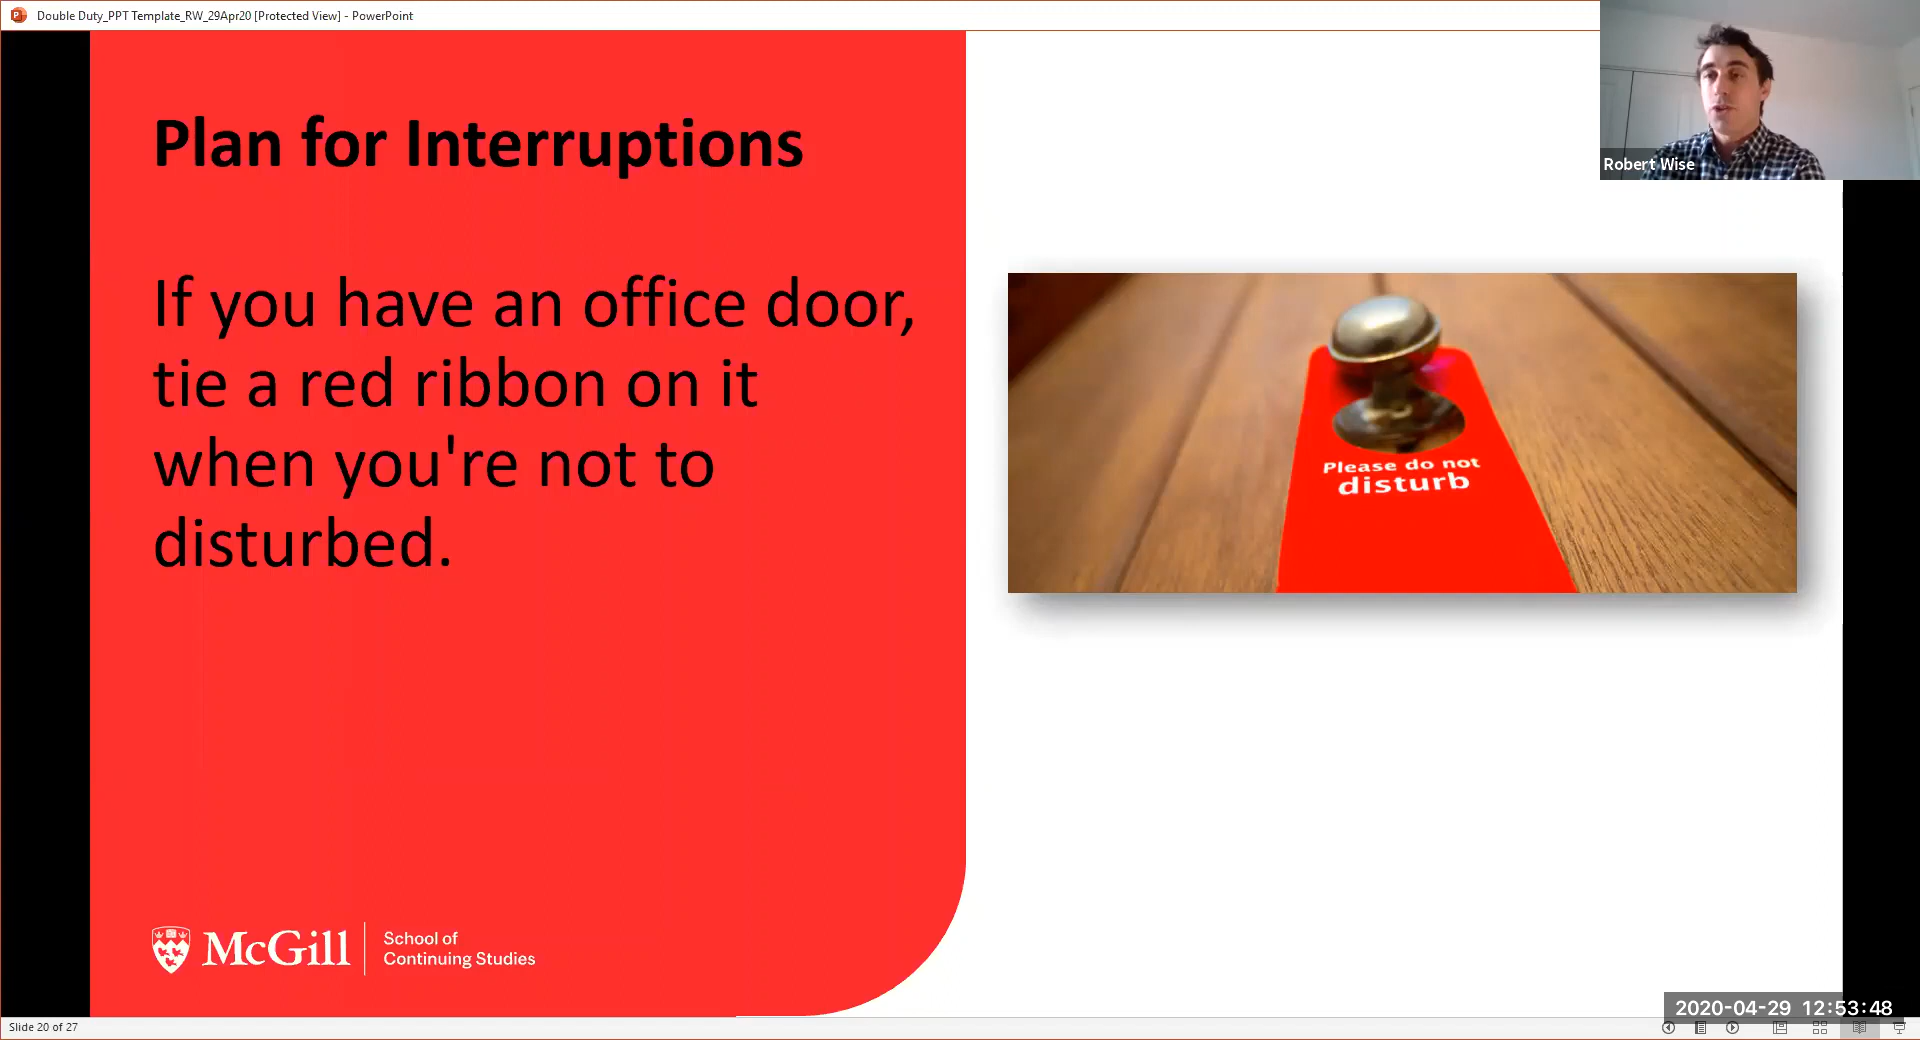 Double Duty_PPT Template_RW_29Apr20 [Protected View] - PowerPoint
Robert Wise
Plan for Interruptions
If you have an office door,
tie a red ribbon on it
when you're not to
disturbed.
Please do not
disturb
McGill
School of
Continuing Studies
2020-04-29 12:53:48
Slide 20 of 27